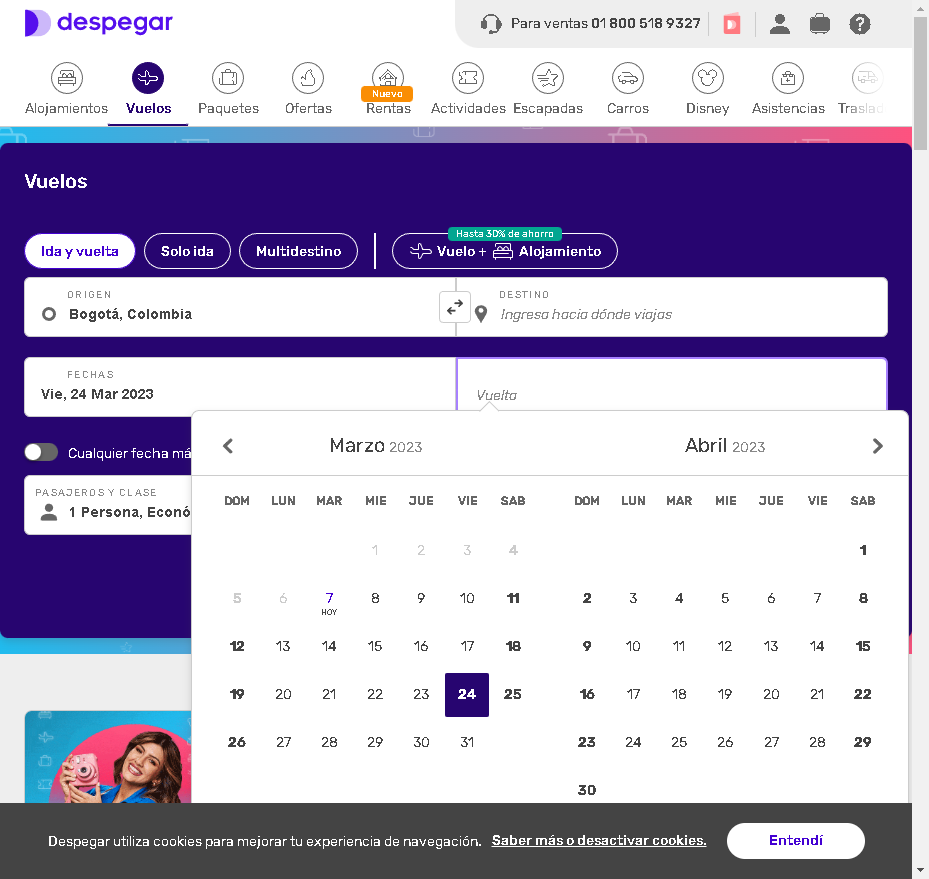 despegar
Para ventas 01 800 518 9327
Alojamientos Vuelos Paquetes Ofertas Nuevo Rentas Actividades Escapadas Carros Disney Asistencias Traslad
Vuelos
Hasta 30% de ahorro
Ida y vuelta Solo ida Multidestino Vuelo + Alojamiento
ORIGEN DESTINO
Bogotá, Colombia Ingresa hacia dónde viajas
FECHAS
Vie, 24 Mar 2023 Vuelta
Cualquier fecha má
PASAJEROS Y CLASE
1 Persona, Econó
Marzo 2023 Abril 2023
DOM LUN MAR MIE JUE VIE SAB DOM LUN MAR MIE JUE VIE SAB
1 2 3 4 1
5 6 7 8 9 10 11 2 3 4 5 6 7 8
HOY
12 13 14 15 16 17 18 9 10 11 12 13 14 15
19 20 21 22 23 24 25 16 17 18 19 20 21 22
26 27 28 29 30 31 23 24 25 26 27 28 29
30
Despegar utiliza cookies para mejorar tu experiencia de navegación. Saber más o desactivar cookies. Entendí